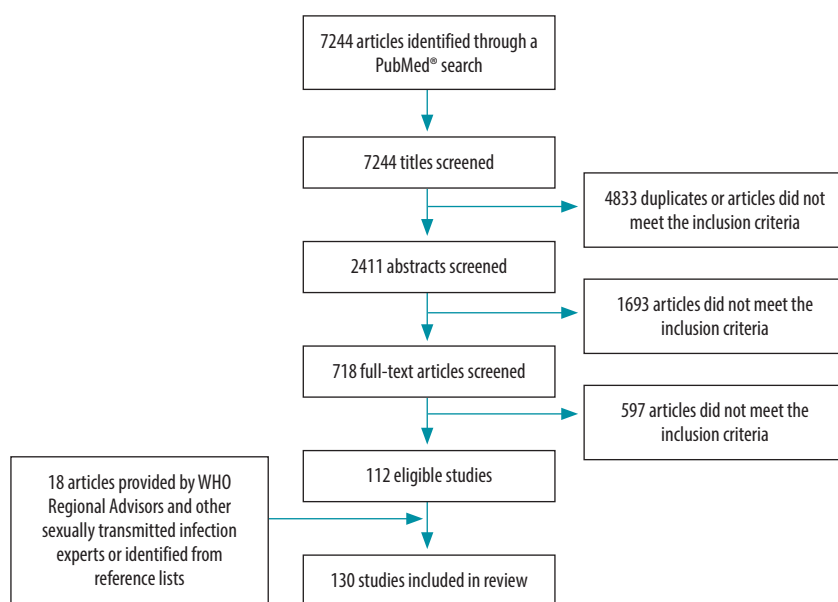 7244 articles identified through a
PubMed® search
7244 titles screened
4833 duplicates or articles did not
meet the inclusion criteria
2411 abstracts screened
1693 articles did not meet the
inclusion criteria
718 full-text articles screened
597 articles did not meet the
inclusion criteria
112 eligible studies
18 articles provided by WHO
Regional Advisors and other
sexually transmitted infection
experts or identified from
reference lists
130 studies included in review